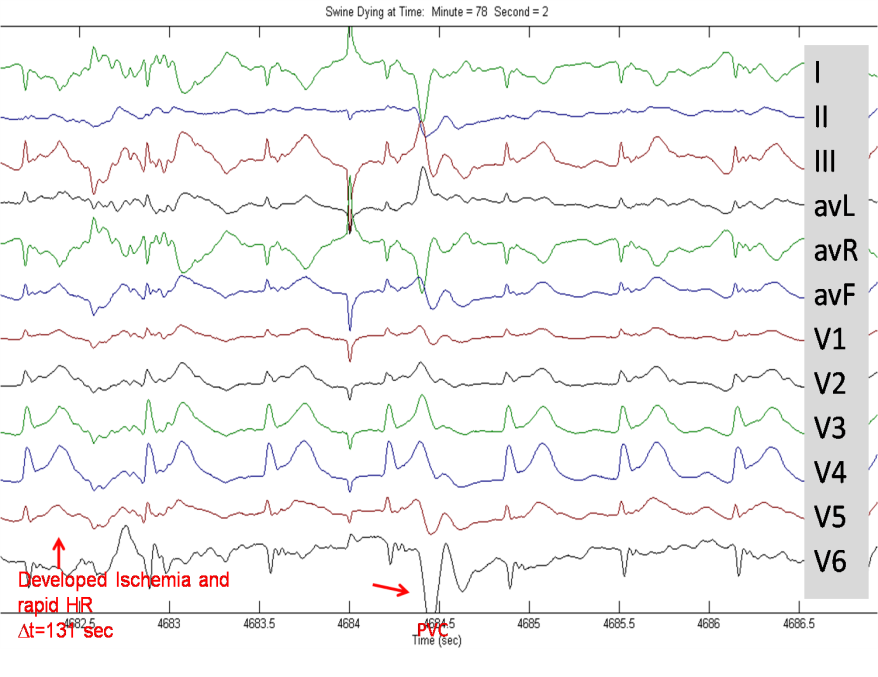 Swine Dying at Time: Minute = 78 Second = 2
I
II
III
avL
avR
avF
V1
V2
V3
V4
V5
V6
Developed Ischemia and
rapid HR
Δt=131 sec
PVC
4682.5
4683
4683.5
4684
4684.5
4685
4685.5
4686
4686.5
Time (sec)